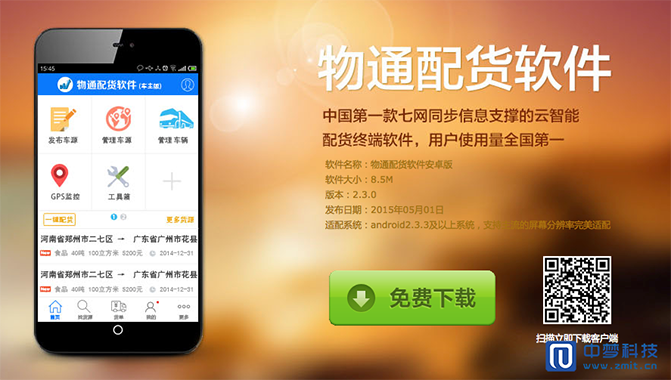 15:45
物通配货软件(车主版)
发布车源
管理车源
管理车辆
GPS监控
工具箱
一键配货
1 2
更多货源
河南省郑州市二七区 → 广东省广州市花县
食品 40吨 100立方米 5200元 2014-12-31
河南省郑州市二七区 → 广东省广州市花县
食品 40吨 100立方米 5200元 2014-12-31
首页
找货源
货单
我的
更多
物通配货软件
中国第一款七网同步信息支撑的云智能
配货终端软件，用户使用量全国第一
软件名称：物通配货软件安卓版
软件大小：8.5M
版本：2.3.0
发布日期：2015年05月01日
适配系统：android2.3.3及以上系统，支持 的屏幕分辨率完美适配
免费下载
扫描立即下载客户端
中梦科技
www.zmit.cn